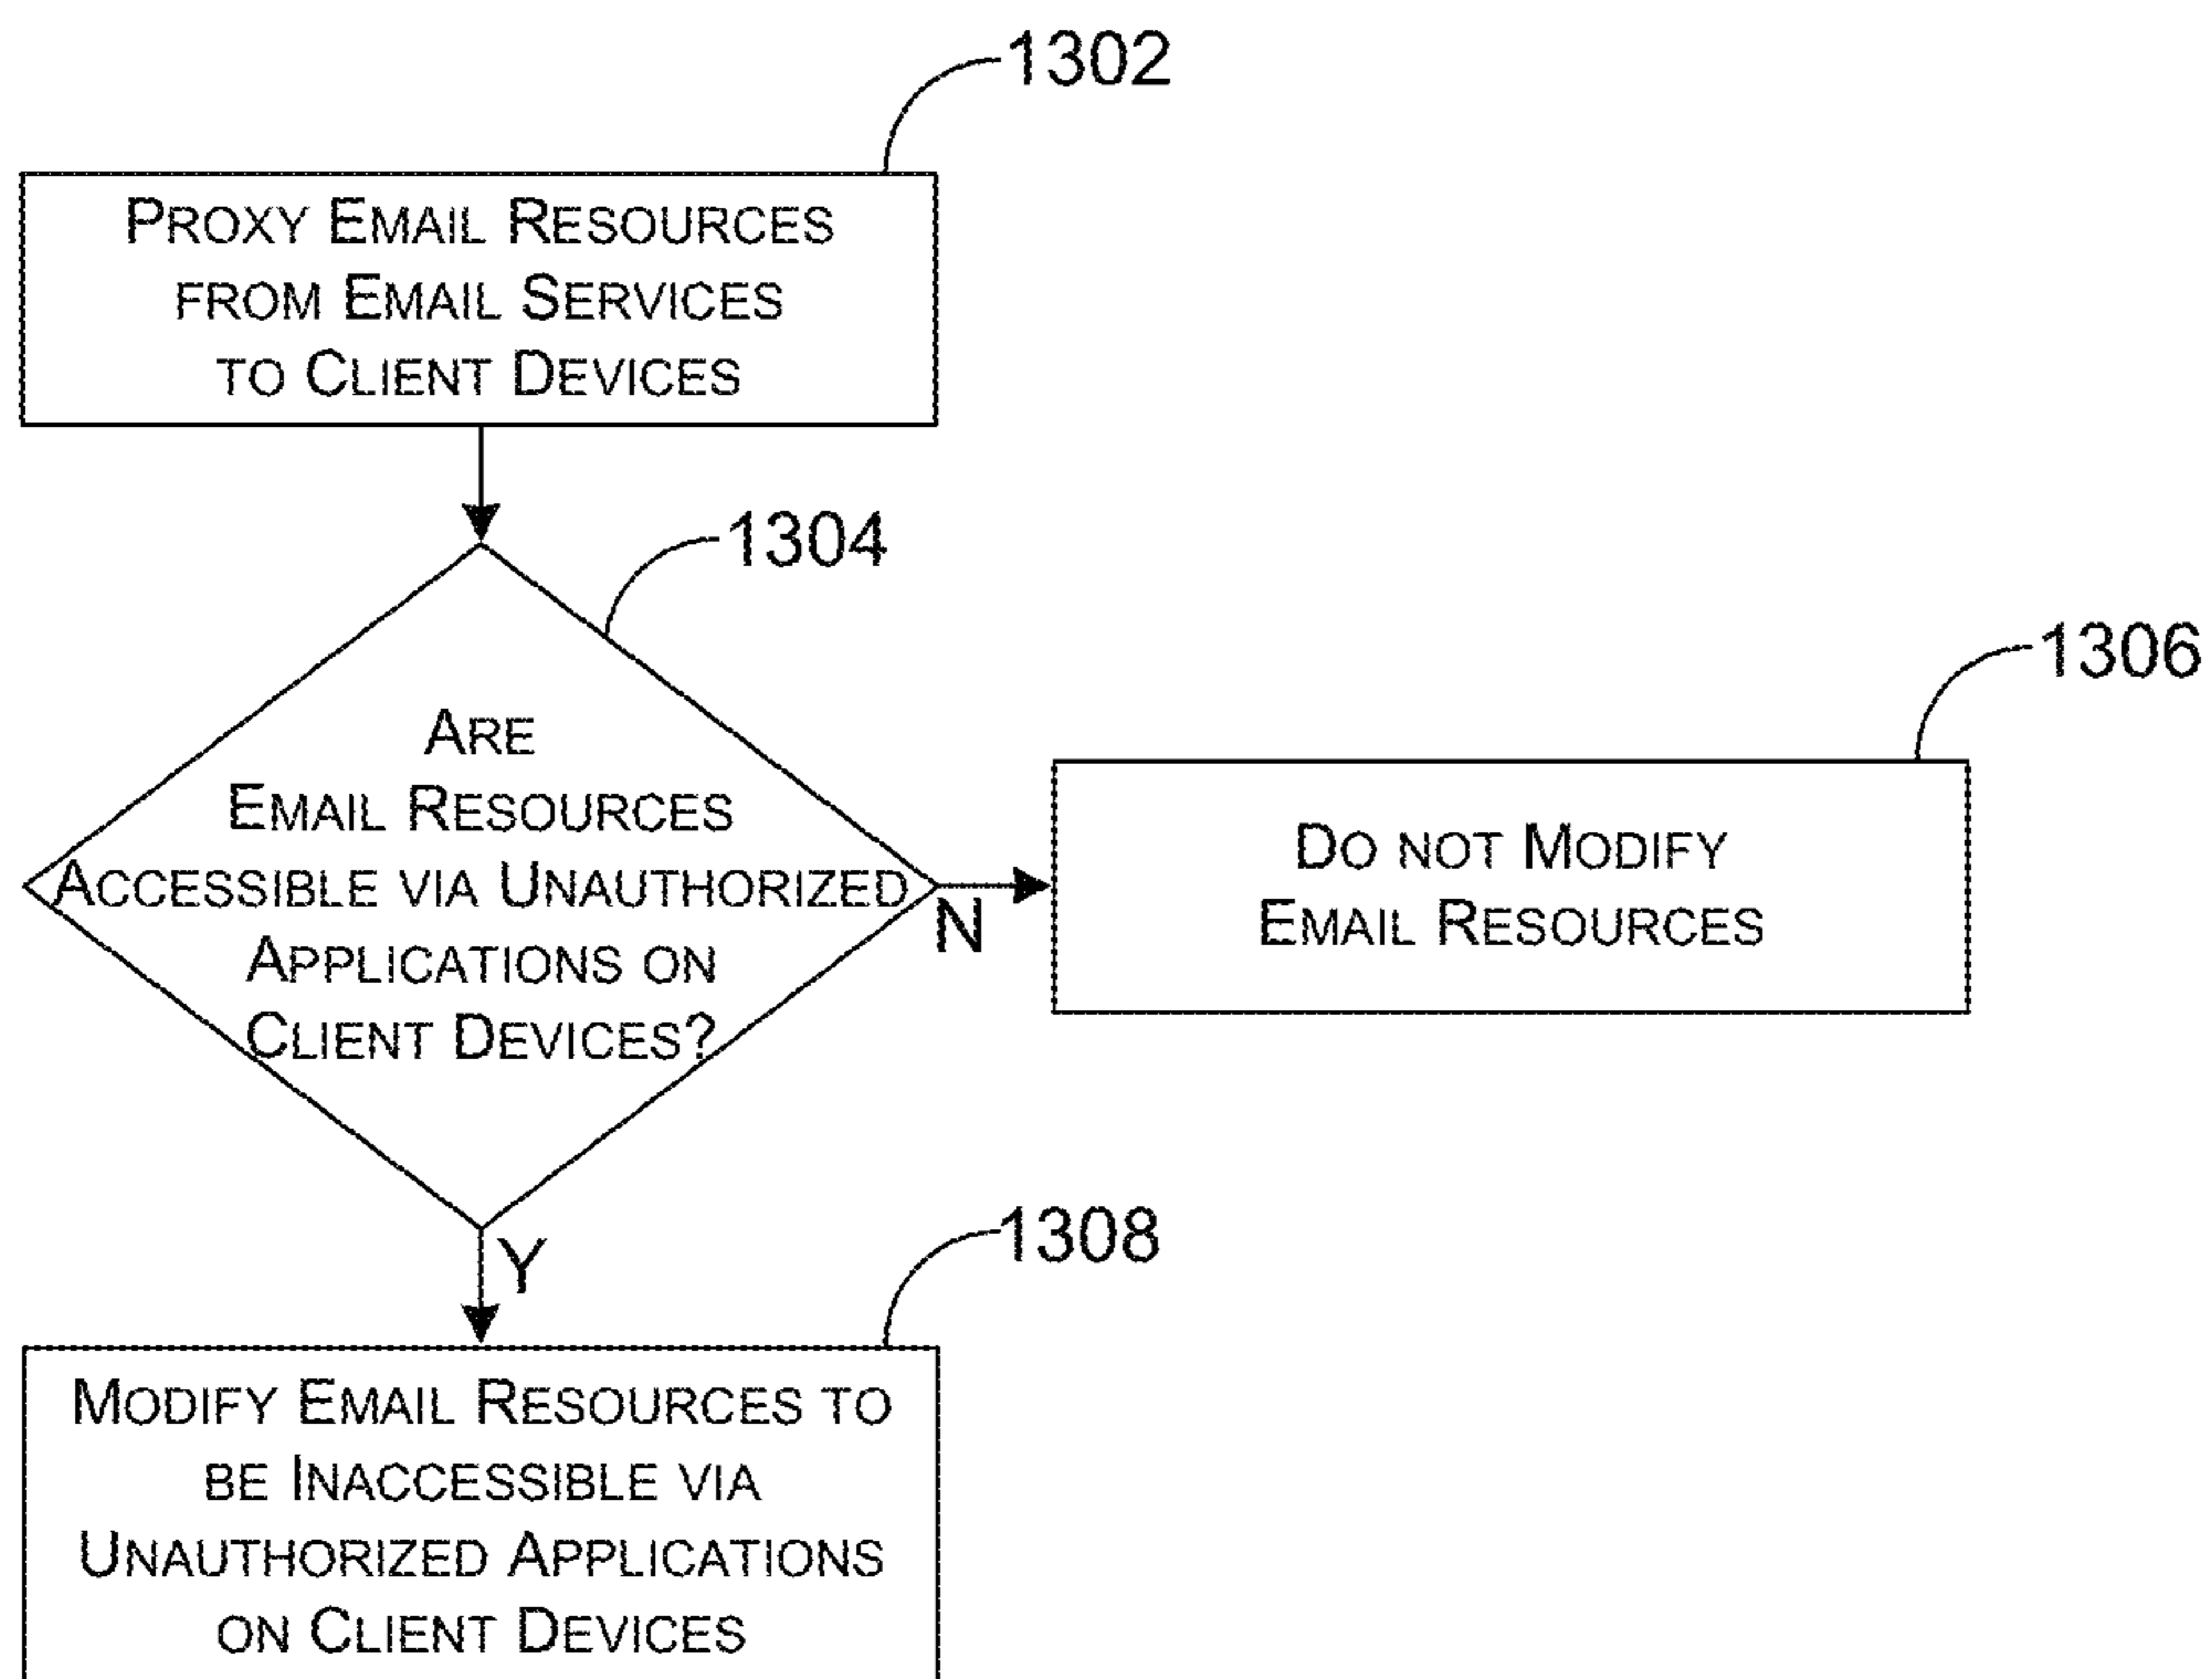 1302
PROXY EMAIL RESOURCES
FROM EMAIL SERVICES
TO CLIENT DEVICES
1304
ARE
EMAIL RESOURCES
ACCESSIBLE VIA UNAUTHORIZED
APPLICATIONS ON
CLIENT DEVICES?
N
1306
DO NOT MODIFY
EMAIL RESOURCES
Y
1308
MODIFY EMAIL RESOURCES TO
BE INACCESSIBLE VIA
UNAUTHORIZED APPLICATIONS
ON CLIENT DEVICES